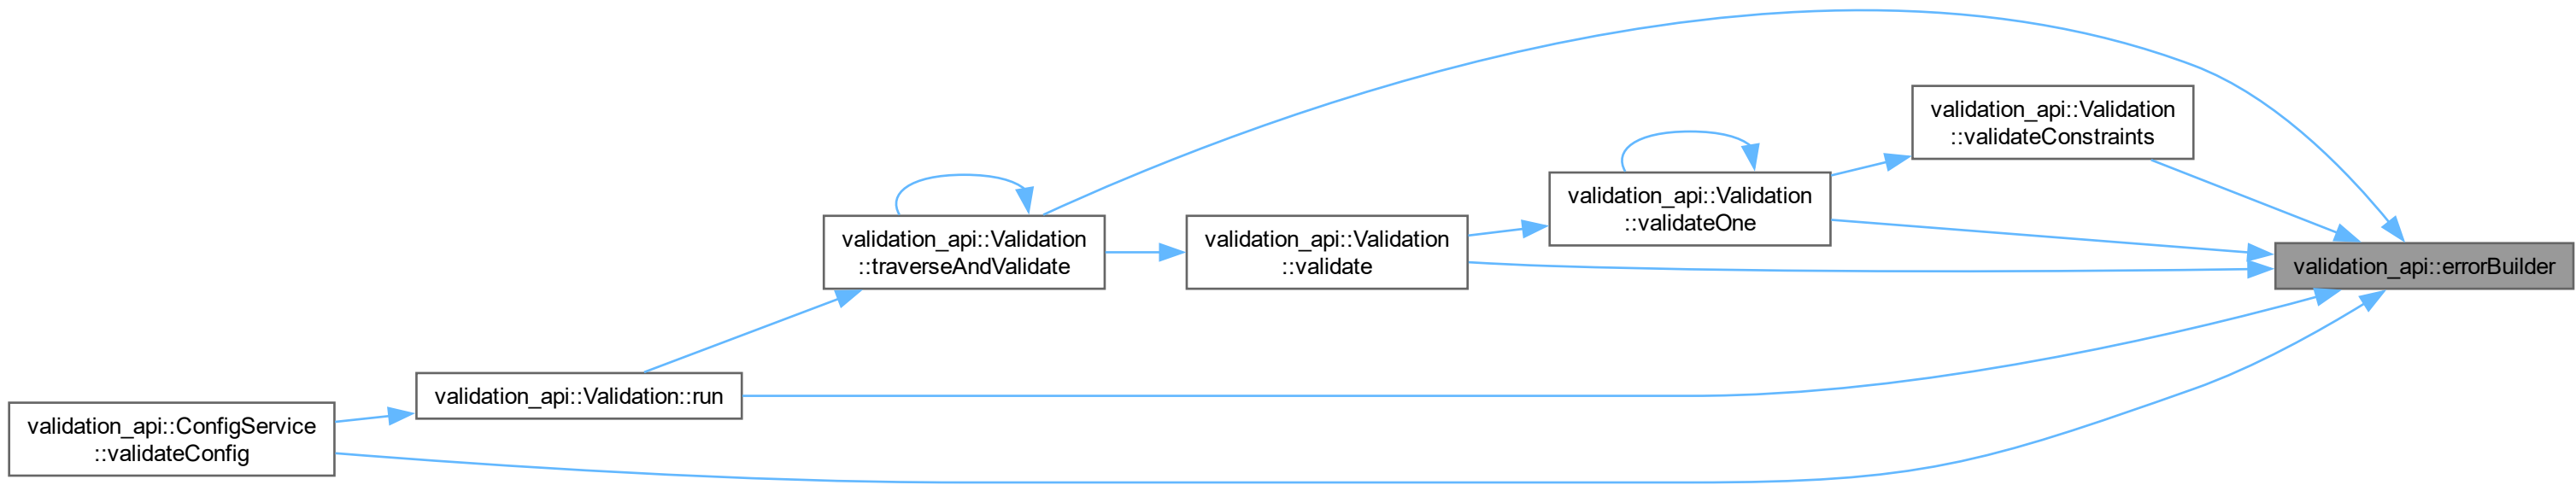 validation_api::Validation
::validateConstraints
validation_api::Validation
::validateOne
validation_api::Validation
::traverseAndValidate
validation_api::Validation
::validate
validation_api::errorBuilder
validation_api::Validation::run
validation_api::ConfigService
::validateConfig